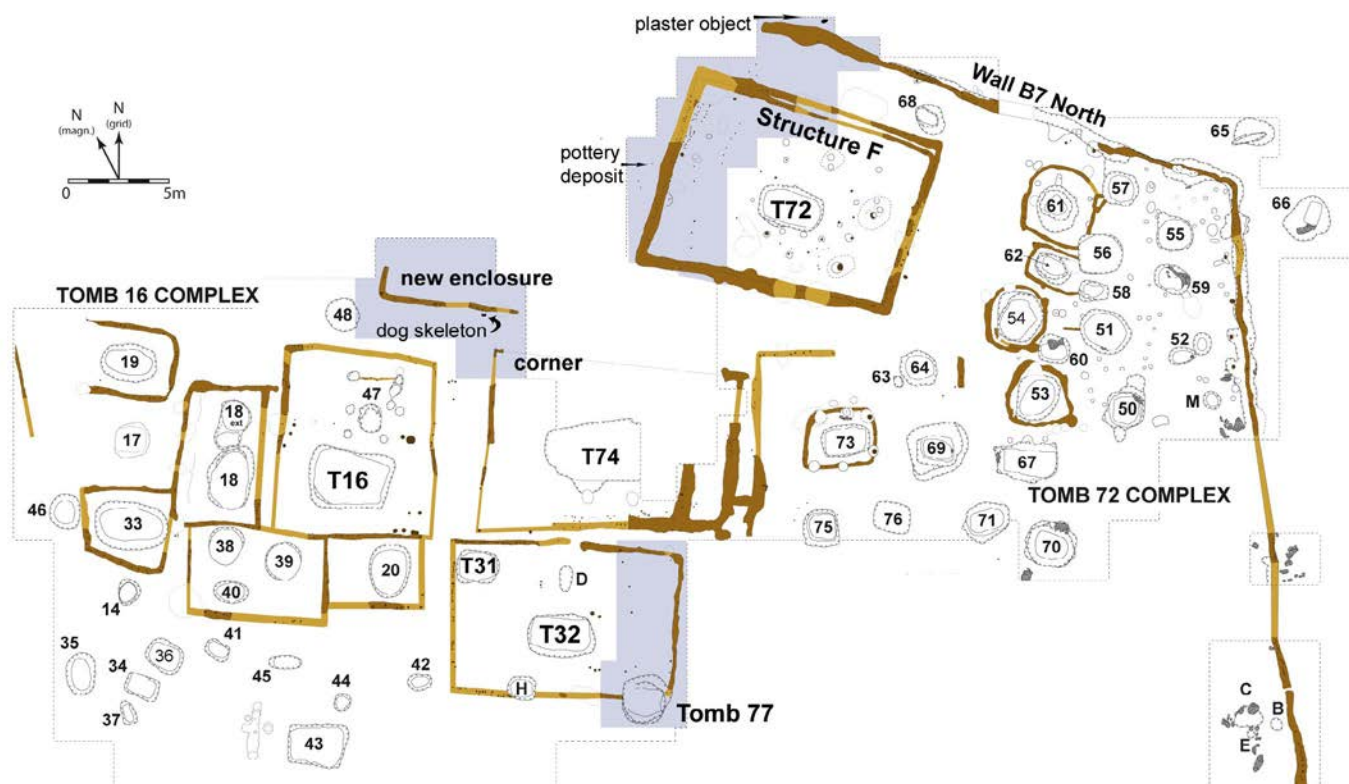 plaster object
Wall B7 North
N
(magn.)
N
(grid)
0
5m
68
65
Structure F
pottery
deposit
T72
61
57
66
55
56
62
59
58
new enclosure
TOMB 16 COMPLEX
48
dog skeleton
54
51
52
60
corner
19
64
63
53
50
M
47
18
ext
17
73
69
67
T74
18
T16
TOMB 72 COMPLEX
46
33
75
76
71
70
38
39
20
T31
D
40
14
T32
41
35
36
34
45
42
44
H
37
Tomb 77
43
C
B
E